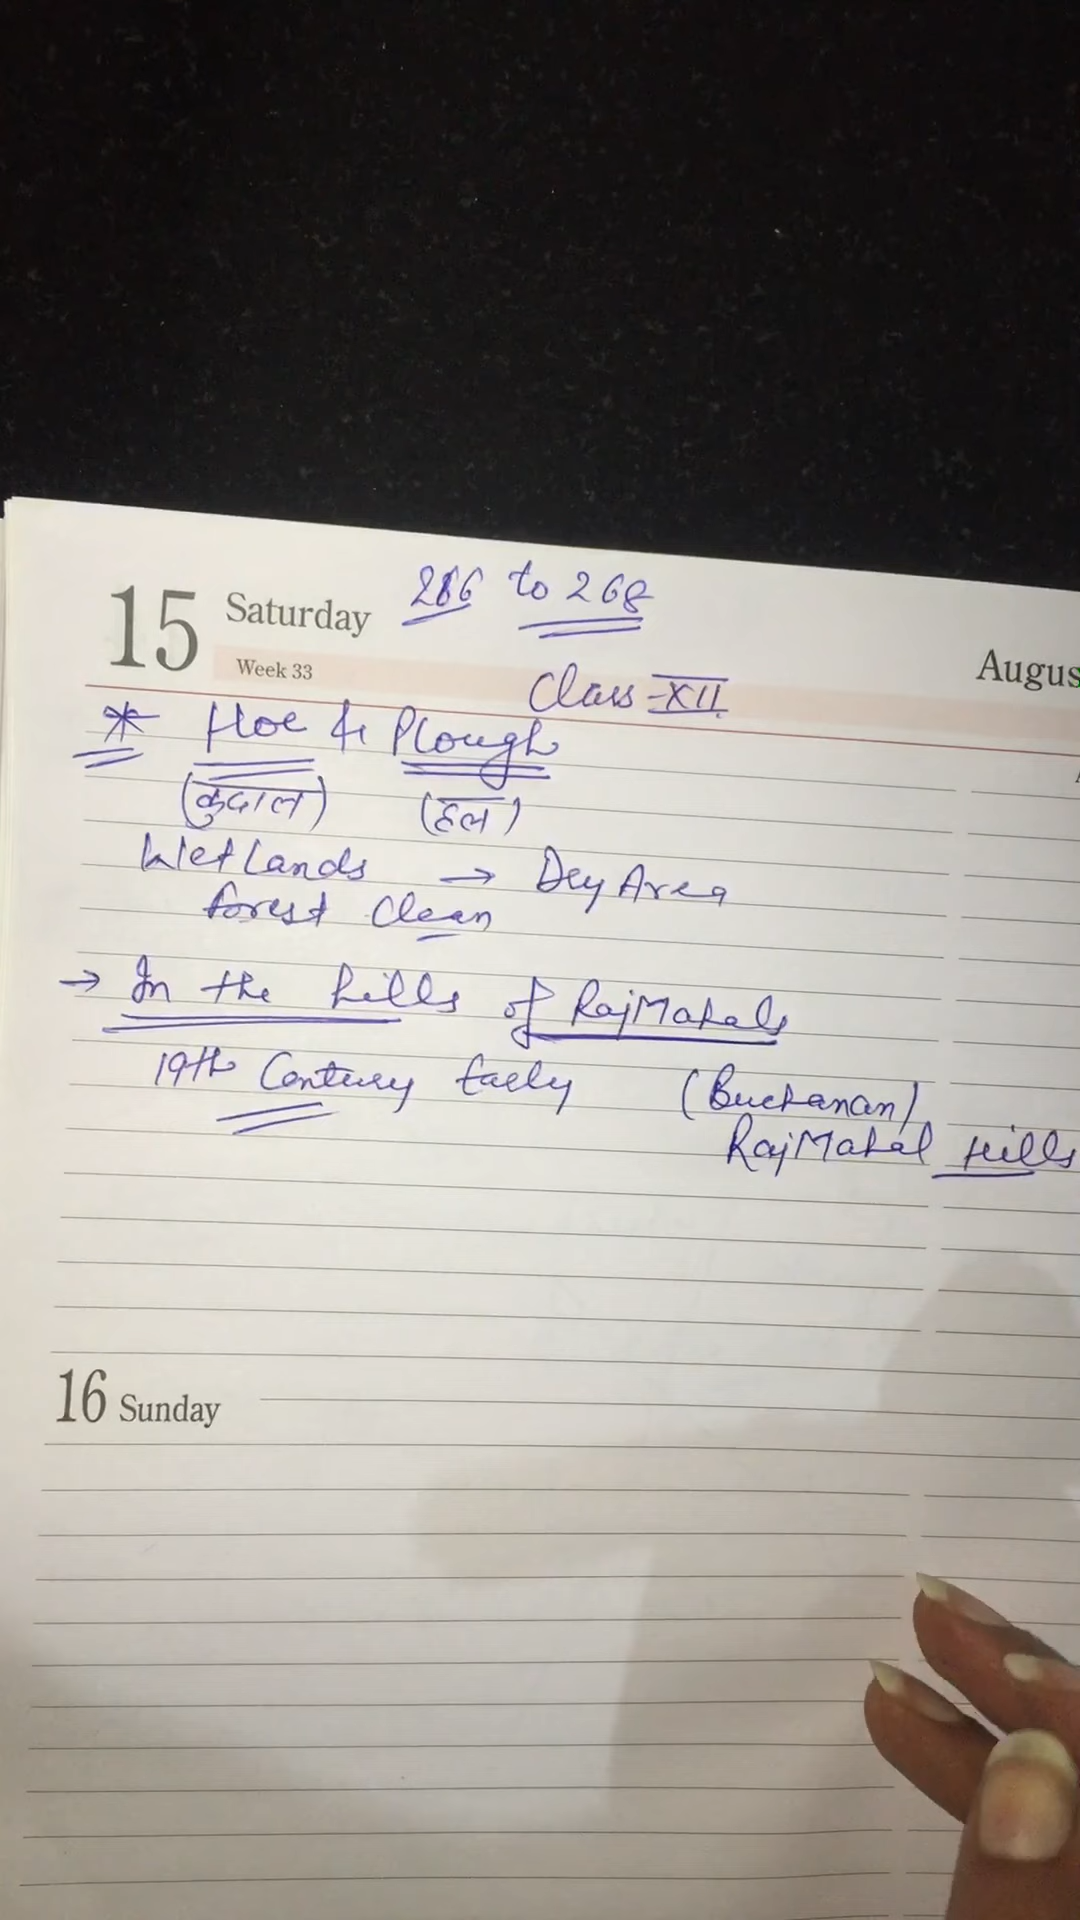 286 to 268
15 Saturday
Augus
Week 33
Class - XII
* Hoe & Plough
(कुदाल) (हल)
Wetlands → Dry Area
forest Clean
→ In the hills of RajMahals
19th Century Early (Buchanan)
RajMahal Hills
16 Sunday